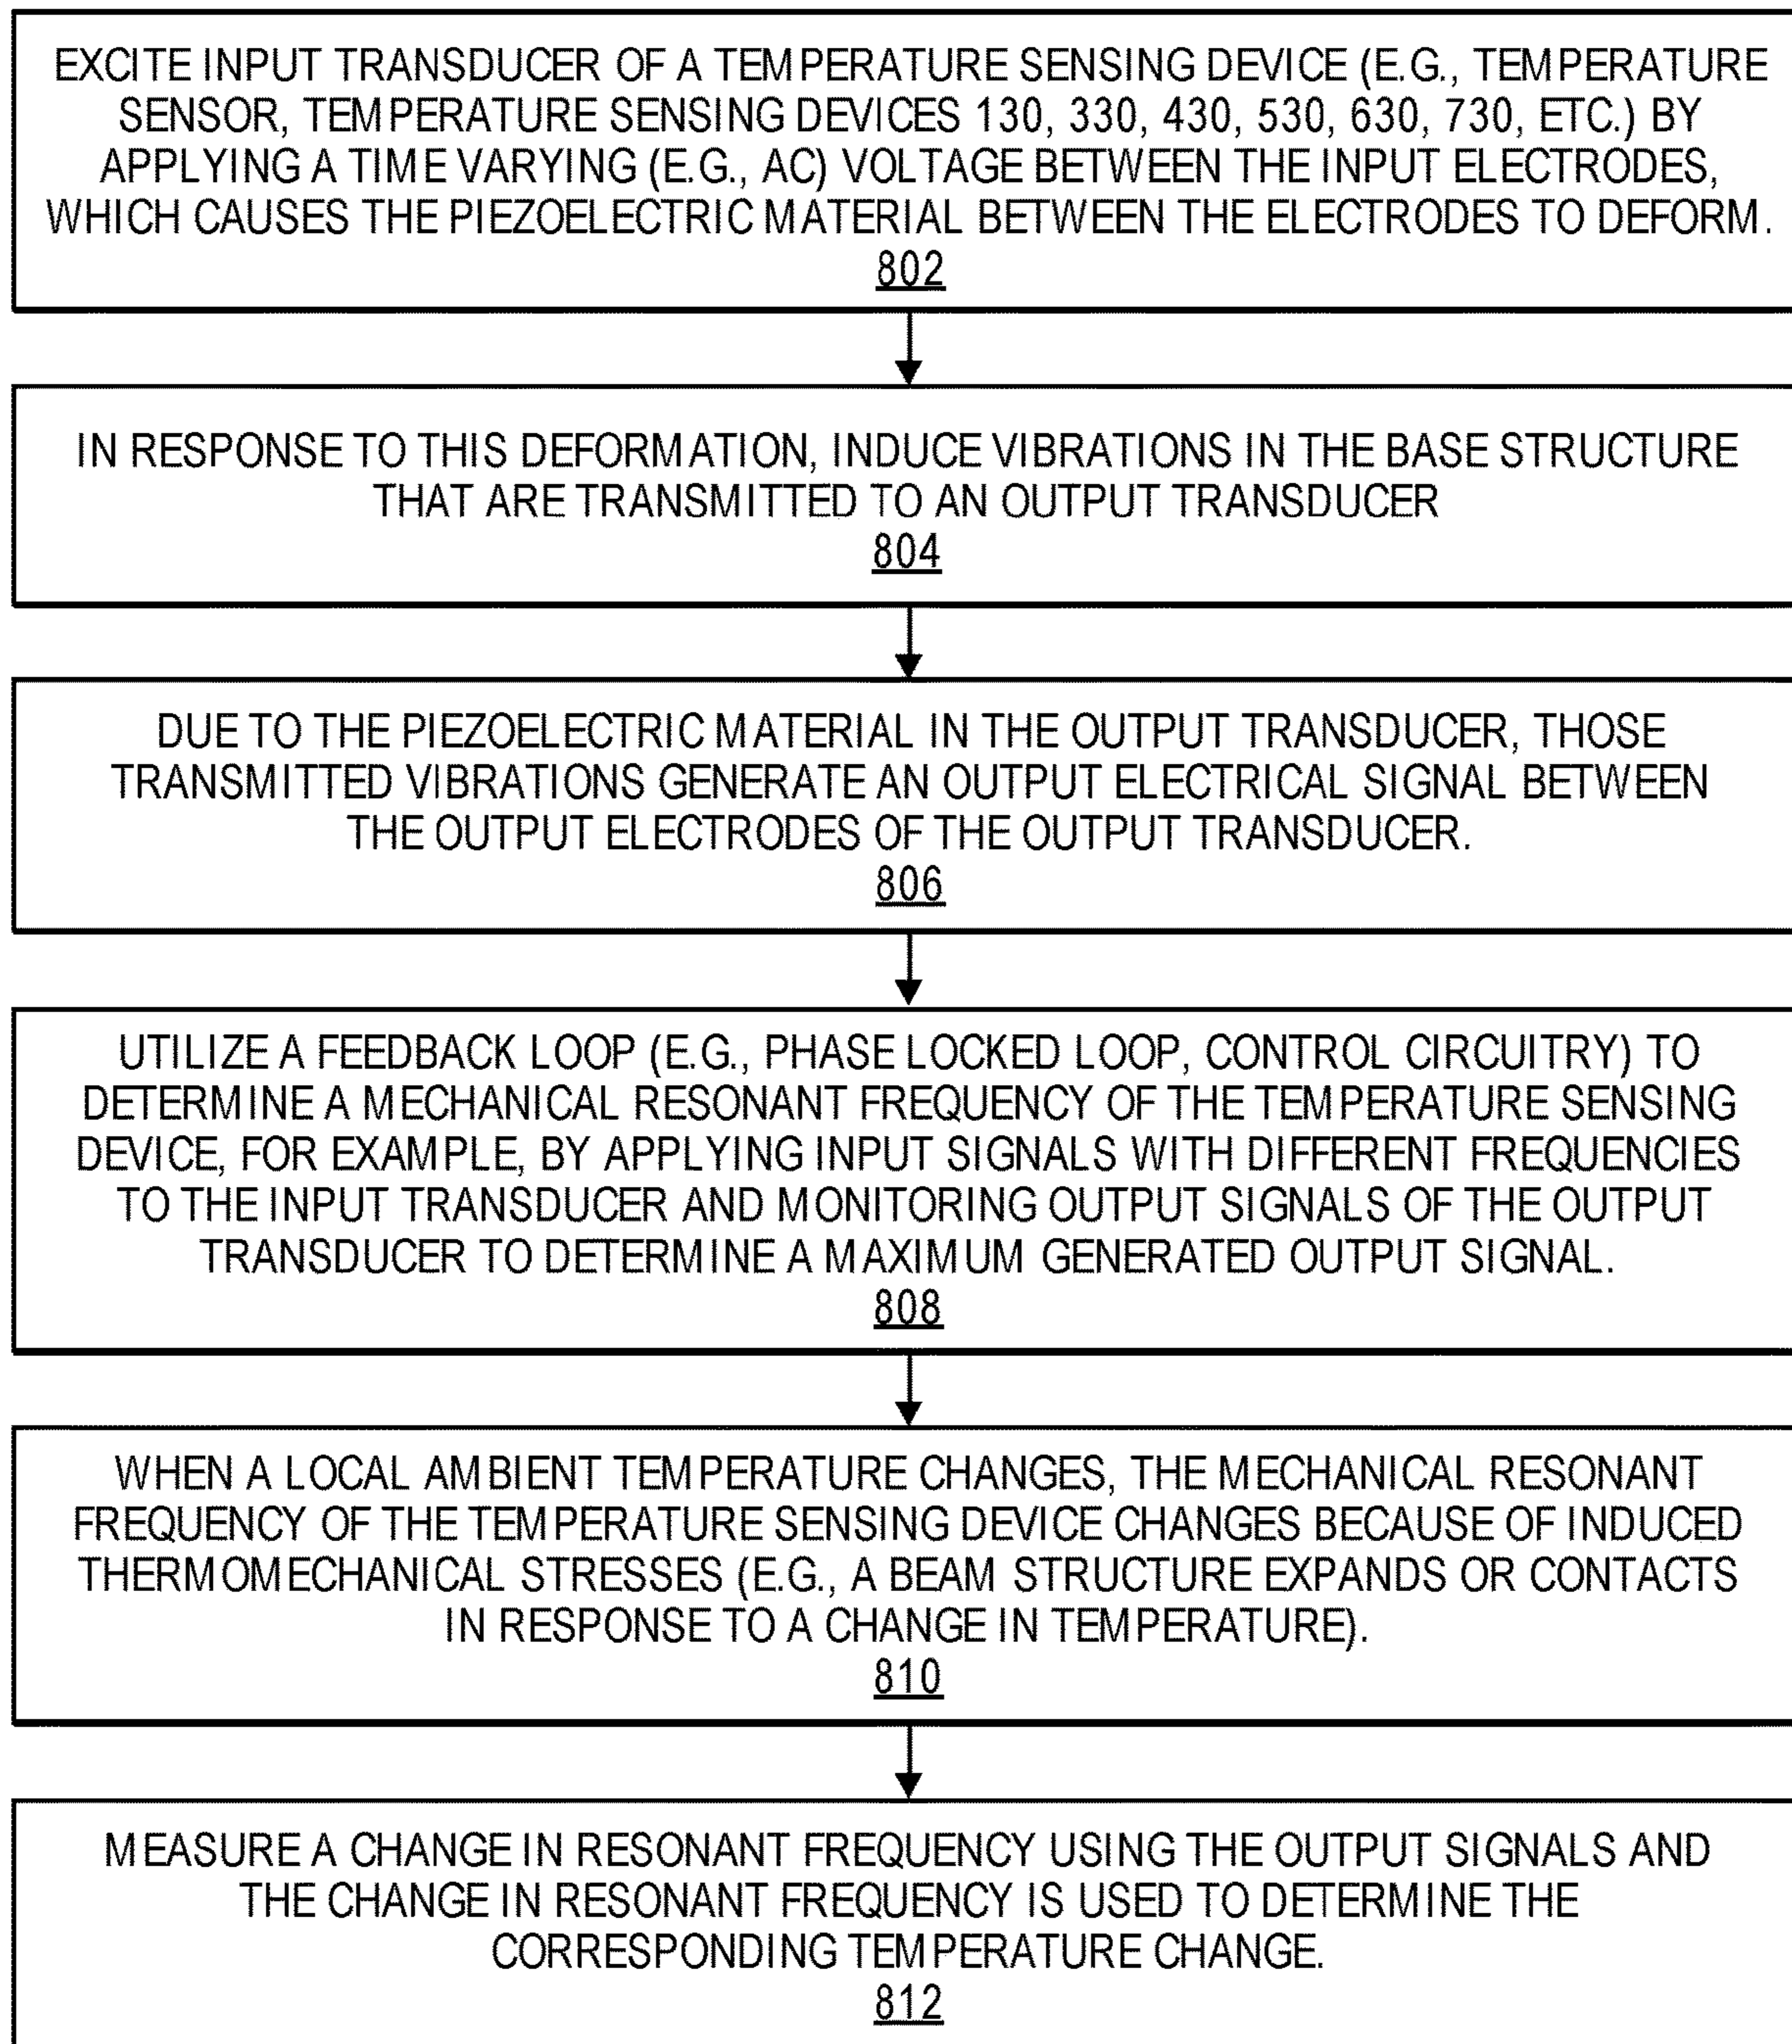 EXCITE INPUT TRANSDUCER OF A TEMPERATURE SENSING DEVICE (E.G., TEMPERATURE
SENSOR, TEMPERATURE SENSING DEVICES 130, 330, 430, 530, 630, 730, ETC.) BY
APPLYING A TIME VARYING (E.G., AC) VOLTAGE BETWEEN THE INPUT ELECTRODES,
WHICH CAUSES THE PIEZOELECTRIC MATERIAL BETWEEN THE ELECTRODES TO DEFORM.
802
IN RESPONSE TO THIS DEFORMATION, INDUCE VIBRATIONS IN THE BASE STRUCTURE
THAT ARE TRANSMITTED TO AN OUTPUT TRANSDUCER
804
DUE TO THE PIEZOELECTRIC MATERIAL IN THE OUTPUT TRANSDUCER, THOSE
TRANSMITTED VIBRATIONS GENERATE AN OUTPUT ELECTRICAL SIGNAL BETWEEN
THE OUTPUT ELECTRODES OF THE OUTPUT TRANSDUCER.
806
UTILIZE A FEEDBACK LOOP (E.G., PHASE LOCKED LOOP, CONTROL CIRCUITRY) TO
DETERMINE A MECHANICAL RESONANT FREQUENCY OF THE TEMPERATURE SENSING
DEVICE, FOR EXAMPLE, BY APPLYING INPUT SIGNALS WITH DIFFERENT FREQUENCIES
TO THE INPUT TRANSDUCER AND MONITORING OUTPUT SIGNALS OF THE OUTPUT
TRANSDUCER TO DETERMINE A MAXIMUM GENERATED OUTPUT SIGNAL.
808
WHEN A LOCAL AMBIENT TEMPERATURE CHANGES, THE MECHANICAL RESONANT
FREQUENCY OF THE TEMPERATURE SENSING DEVICE CHANGES BECAUSE OF INDUCED
THERMOMECHANICAL STRESSES (E.G., A BEAM STRUCTURE EXPANDS OR CONTACTS
IN RESPONSE TO A CHANGE IN TEMPERATURE).
810
MEASURE A CHANGE IN RESONANT FREQUENCY USING THE OUTPUT SIGNALS AND
THE CHANGE IN RESONANT FREQUENCY IS USED TO DETERMINE THE
CORRESPONDING TEMPERATURE CHANGE.
812